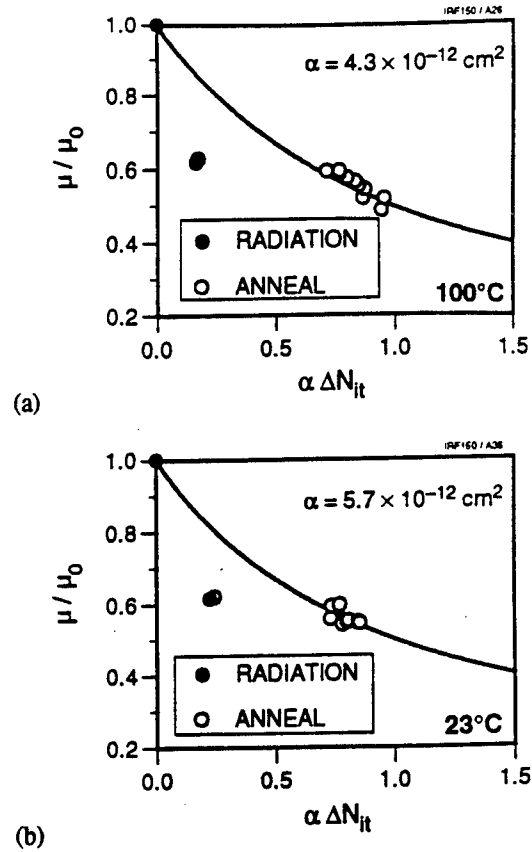 IRF150 / A26
1.0
α = 4.3 × 10⁻¹² cm²
0.8
μ / μ₀
0.6
● RADIATION
0.4
○ ANNEAL
100°C
0.2
0.0 0.5 1.0 1.5
α ΔN_it
(a)
IRF150 / A36
1.0
α = 5.7 × 10⁻¹² cm²
0.8
μ / μ₀
0.6
● RADIATION
0.4
○ ANNEAL
23°C
0.2
0.0 0.5 1.0 1.5
α ΔN_it
(b)